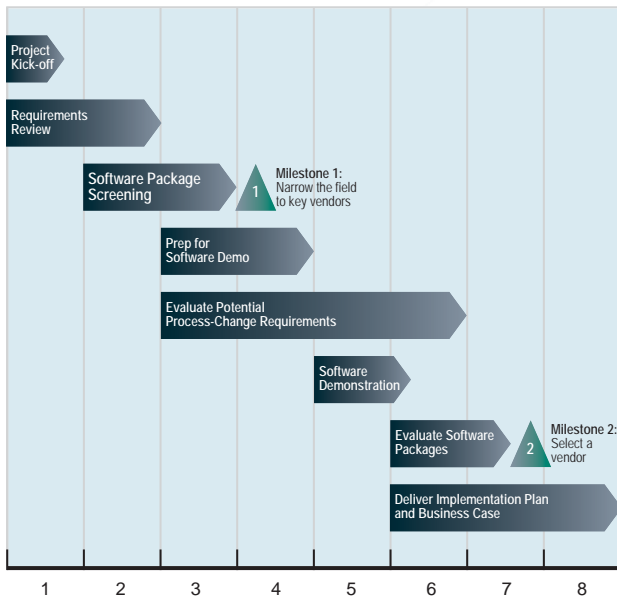 Project
Kick-off
Requirements
Review
Software Package
Screening
1
Milestone 1:
Narrow the field
to key vendors
Prep for
Software Demo
Evaluate Potential
Process-Change Requirements
Software
Demonstration
Evaluate Software
Packages
2
Milestone 2:
Select a
vendor
Deliver Implementation Plan
and Business Case
1 2 3 4 5 6 7 8